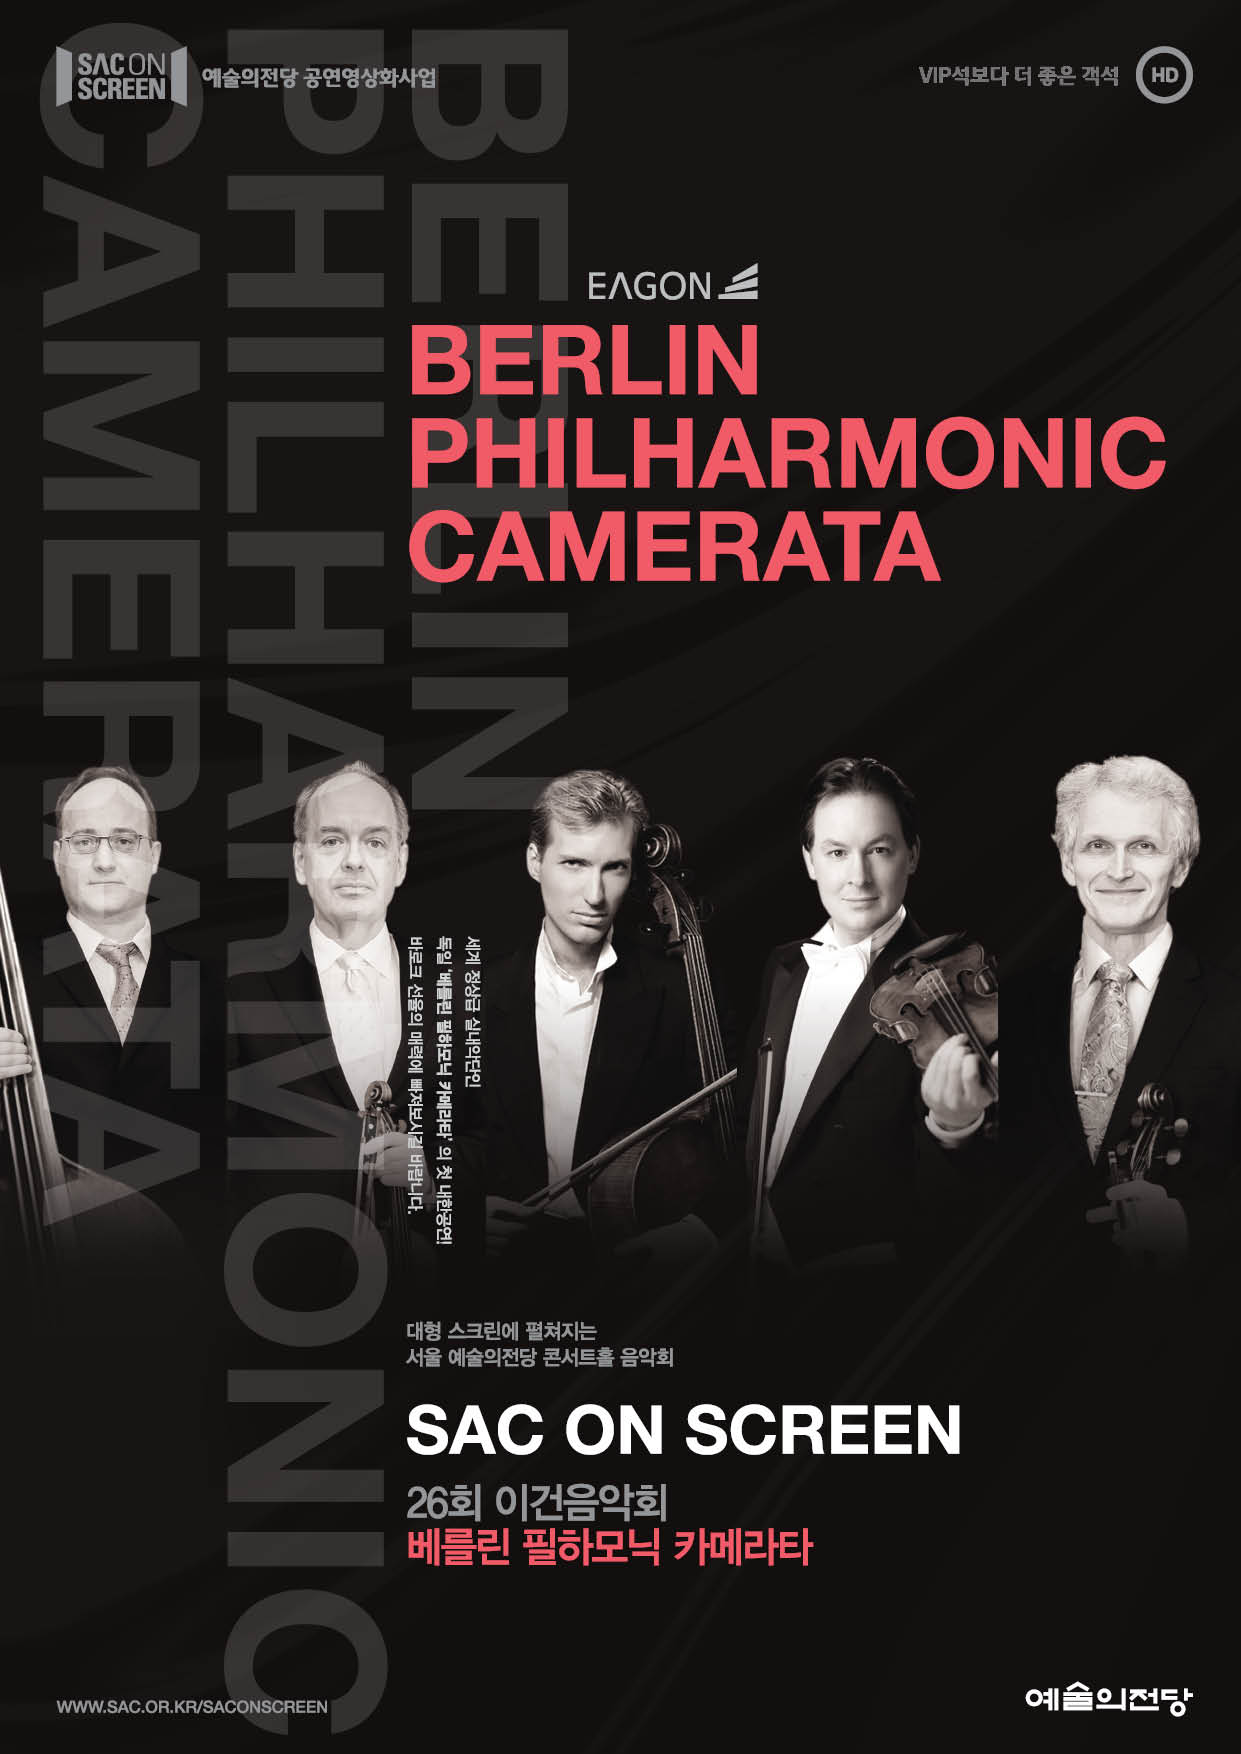 SAC ON
SCREEN
예술의전당 공연영상화사업
VIP석보다 더 좋은 객석
HD
BERLIN
PHILHARMONIC
CAMERATA
EAGON
BERLIN
PHILHARMONIC
CAMERATA
세계 정상급 실내악단인
독일 '베를린 필하모닉 카메라타' 의 첫 내한공연!
바로크 선율의 매력에 빠져보시길 바랍니다.
대형 스크린에 펼쳐지는
서울 예술의전당 콘서트홀 음악회
SAC ON SCREEN
26회 이건음악회
베를린 필하모닉 카메라타
WWW.SAC.OR.KR/SACONSCREEN
예술의전당